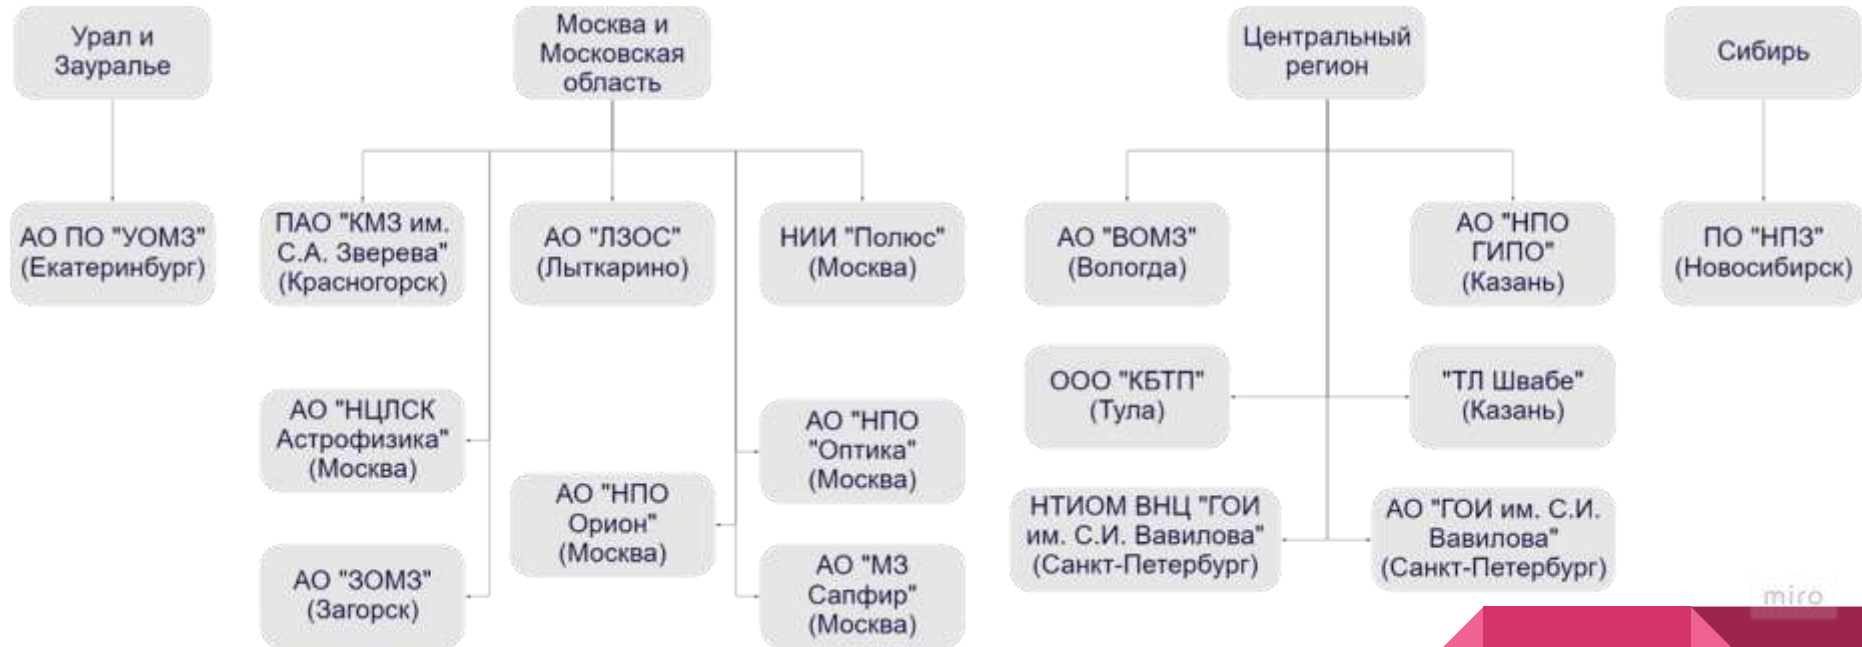 Урал и
Зауралье
Москва и
Московская
область
Центральный
регион
Сибирь
АО ПО "УОМЗ"
(Екатеринбург)
ПАО "КМЗ им.
С.А. Зверева"
(Красногорск)
АО "ЛЗОС"
(Лыткарино)
НИИ "Полюс"
(Москва)
АО "ВОМЗ"
(Вологда)
АО "НПО
ГИПО"
(Казань)
ПО "НПЗ"
(Новосибирск)
АО "НЦЛСК
Астрофизика"
(Москва)
АО "НПО
"Оптика"
(Москва)
ООО "КБТП"
(Тула)
"ТЛ Швабе"
(Казань)
АО "НПО
Орион"
(Москва)
НТИОМ ВНЦ "ГОИ
им. С.И. Вавилова"
(Санкт-Петербург)
АО "ГОИ им. С.И.
Вавилова"
(Санкт-Петербург)
АО "ЗОМЗ"
(Загорск)
АО "МЗ
Сапфир"
(Москва)
miro